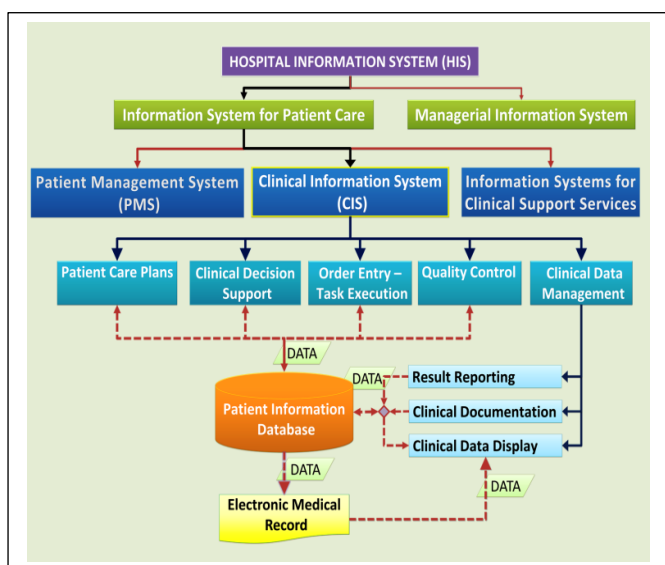 HOSPITAL INFORMATION SYSTEM (HIS)
Information System for Patient Care
Managerial Information System
Patient Management System
(PMS)
Clinical Information System
(CIS)
Information Systems for
Clinical Support Services
Patient Care Plans
Clinical Decision
Support
Order Entry –
Task Execution
Quality Control
Clinical Data
Management
DATA
DATA
Result Reporting
Patient Information
Database
Clinical Documentation
Clinical Data Display
DATA
DATA
Electronic Medical
Record